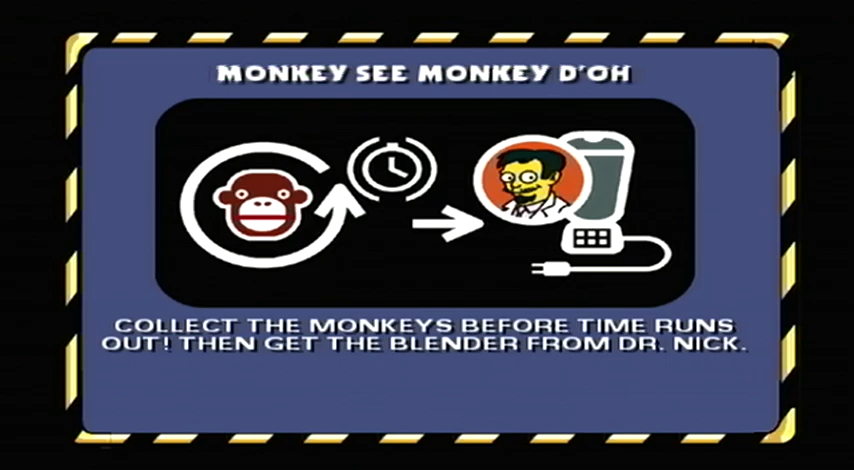 MONKEY SEE MONKEY D'OH
COLLECT THE MONKEYS BEFORE TIME RUNS
OUT! THEN GET THE BLENDER FROM DR. NICK.